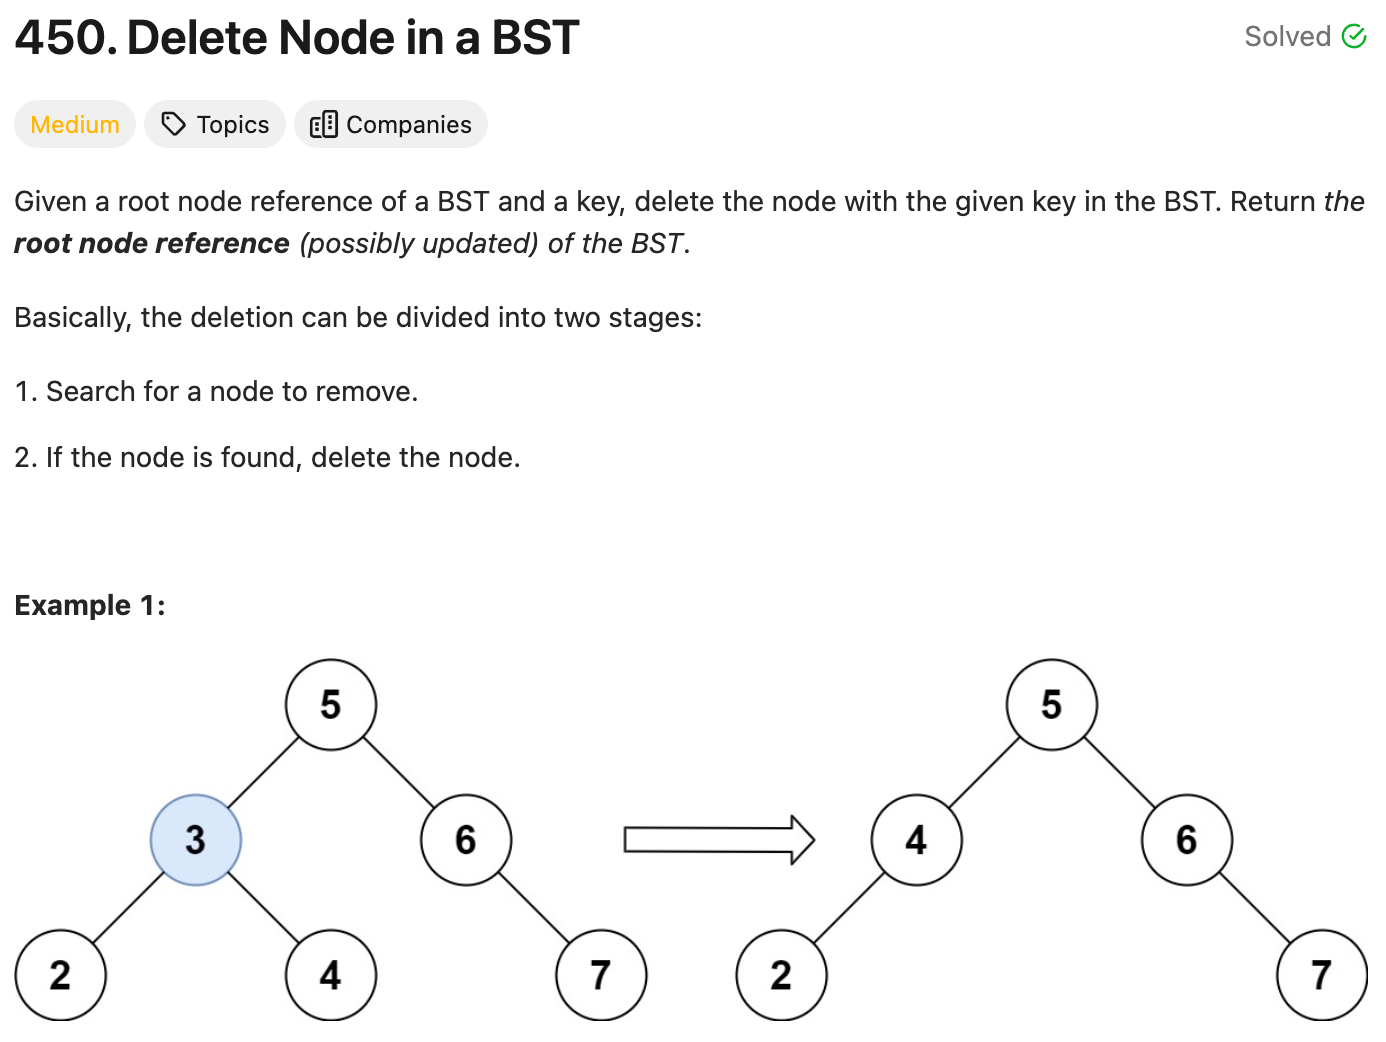 450. Delete Node in a BST
Solved
Medium
Topics
Companies
Given a root node reference of a BST and a key, delete the node with the given key in the BST. Return the
root node reference (possibly updated) of the BST.
Basically, the deletion can be divided into two stages:
1. Search for a node to remove.
2. If the node is found, delete the node.
Example 1:
5
5
3
6
4
6
2
4
7
2
7